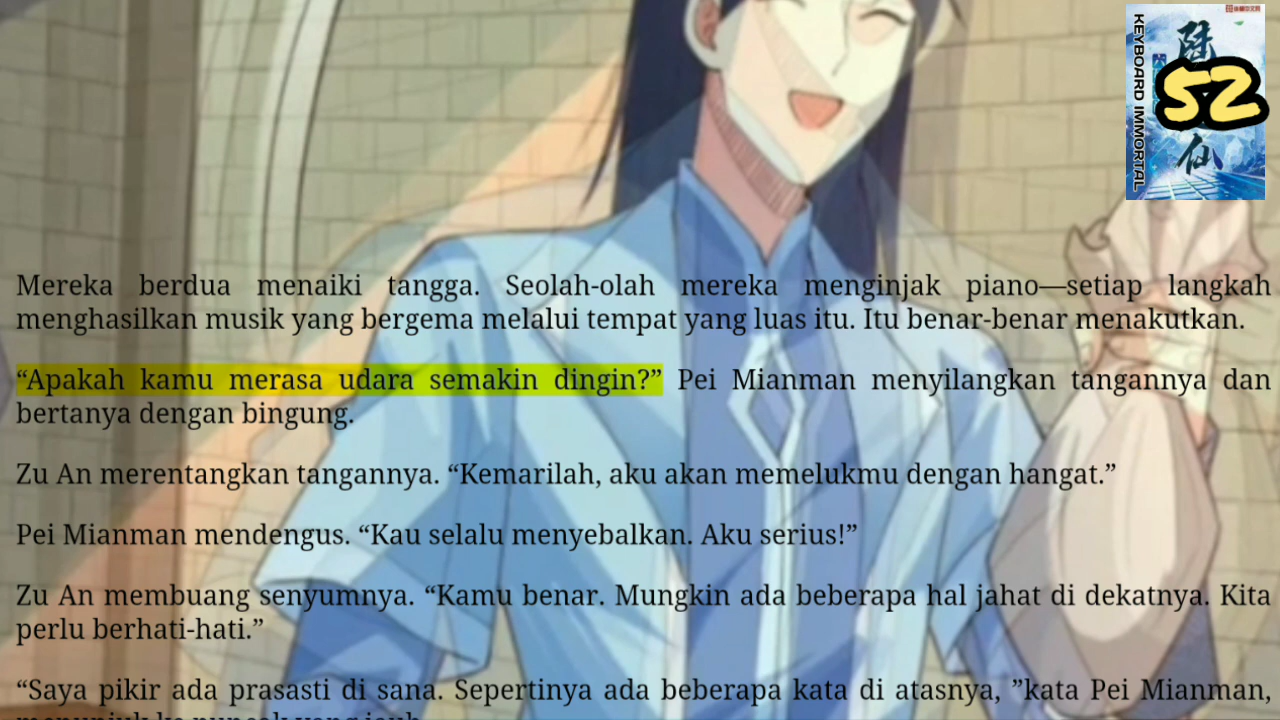 陆
仙
KEYBOARD IMMORTAL
52
Mereka berdua menaiki tangga. Seolah-olah mereka menginjak piano—setiap langkah
menghasilkan musik yang bergema melalui tempat yang luas itu. Itu benar-benar menakutkan.
“Apakah kamu merasa udara semakin dingin?” Pei Mianman menyilangkan tangannya dan
bertanya dengan bingung.
Zu An merentangkan tangannya. “Kemarilah, aku akan memelukmu dengan hangat.”
Pei Mianman mendengus. “Kau selalu menyebalkan. Aku serius!”
Zu An membuang senyumnya. “Kamu benar. Mungkin ada beberapa hal jahat di dekatnya. Kita
perlu berhati-hati.”
“Saya pikir ada prasasti di sana. Sepertinya ada beberapa kata di atasnya, ”kata Pei Mianman,